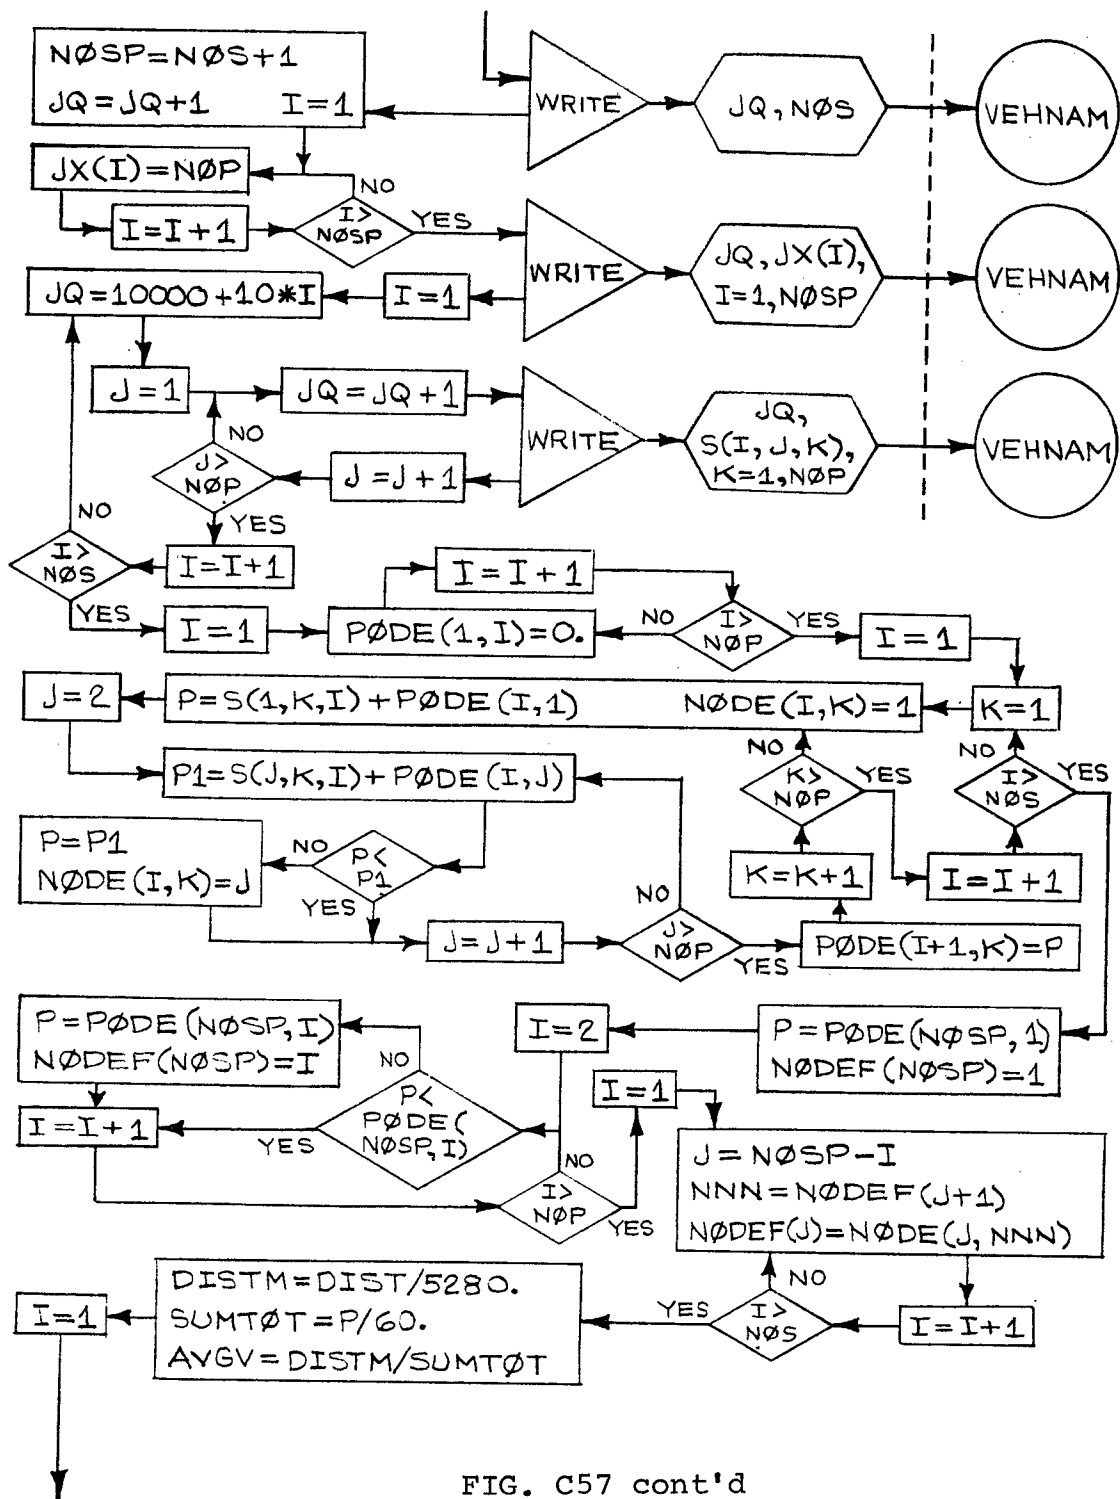 NØSP=NØS+1
JQ=JQ+1 I=1
WRITE
JQ, NØS
VEHNAM
JX(I)=NØP
NO
I=I+1
I>
NØSP
YES
WRITE
JQ, JX(I),
I=1, NØSP
VEHNAM
JQ=10000+10*I
I=1
J=1
JQ=JQ+1
WRITE
JQ,
S(I,J,K),
K=1, NØP
VEHNAM
NO
J>
NØP
J=J+1
YES
NO
I>
NØS
I=I+1
YES
I=1
PØDE(1,I)=0.
I=I+1
NO
I>
NØP
YES
I=1
J=2
P=S(1,K,I)+PØDE(I,1) NØDE(I,K)=1
K=1
P1=S(J,K,I)+PØDE(I,J)
NO
K>
NØP
YES
NO
I>
NØS
YES
P=P1
NØDE(I,K)=J
NO
P<
P1
YES
K=K+1
I=I+1
J=J+1
NO
J>
NØP
YES
PØDE(I+1,K)=P
P=PØDE(NØSP,I)
NØDEF(NØSP)=I
I=2
P=PØDE(NØSP,1)
NØDEF(NØSP)=1
NO
I=I+1
YES
P<
PØDE(
NØSP,I)
I=1
NO
I>
NØP
YES
J=NØSP-I
NNN=NØDEF(J+1)
NØDEF(J)=NØDE(J,NNN)
I=1
DISTM=DIST/5280.
SUMTØT=P/60.
AVGV=DISTM/SUMTØT
YES
NO
I>
NØS
I=I+1
FIG. C57 cont'd